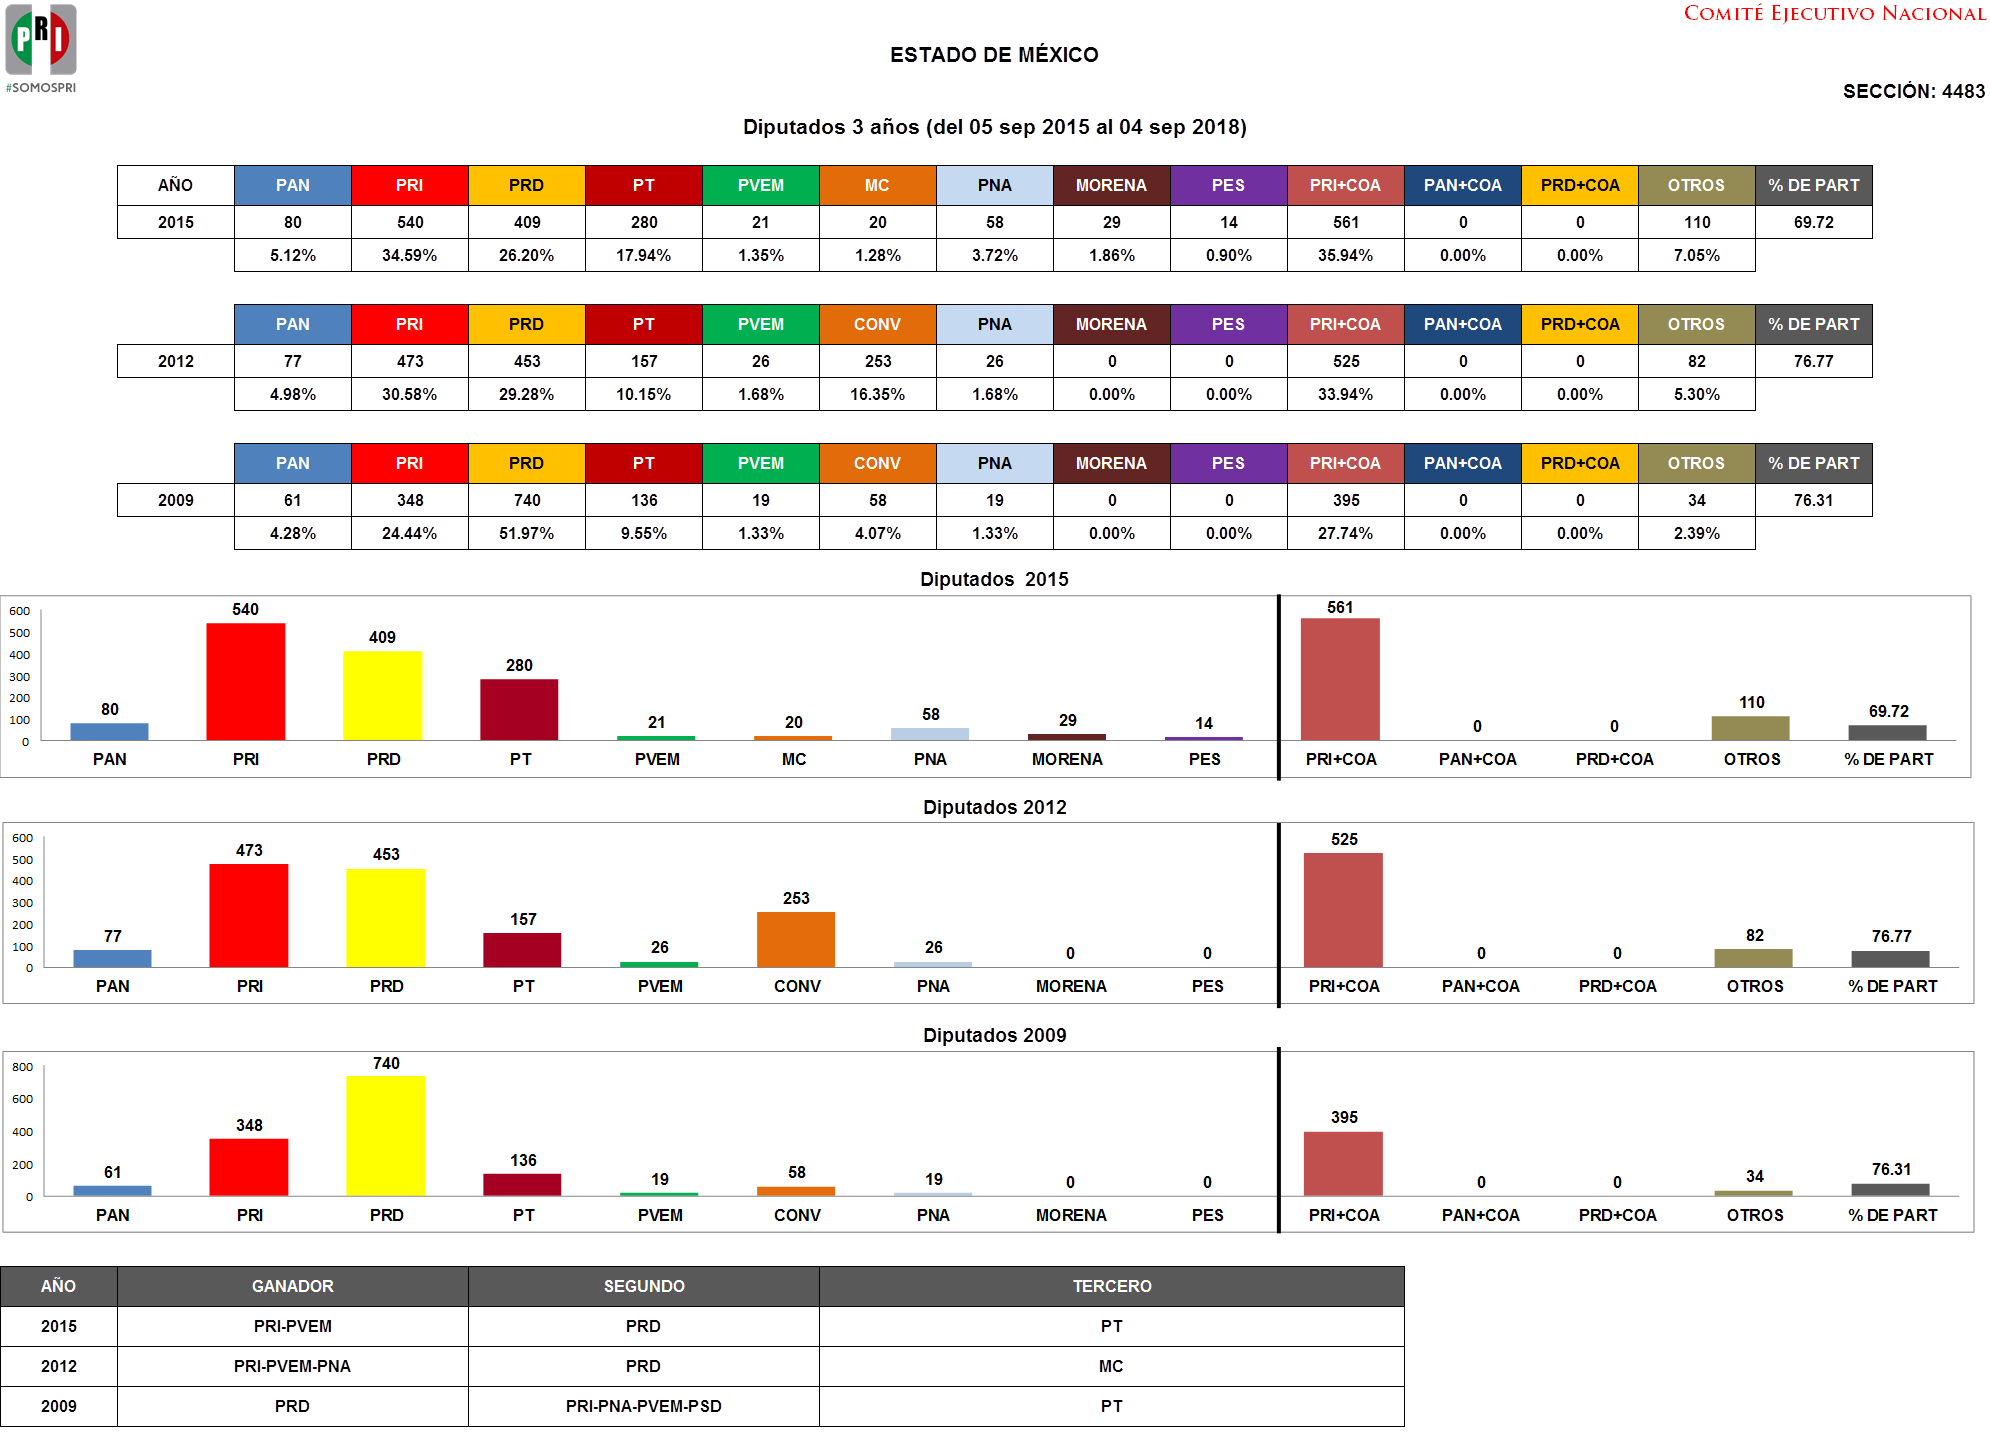 PRI
#SOMOSPRI
COMITÉ EJECUTIVO NACIONAL
ESTADO DE MÉXICO
SECCIÓN: 4483
Diputados 3 años (del 05 sep 2015 al 04 sep 2018)
AÑO PAN PRI PRD PT PVEM MC PNA MORENA PES PRI+COA PAN+COA PRD+COA OTROS % DE PART
2015 80 540 409 280 21 20 58 29 14 561 0 0 110 69.72
5.12% 34.59% 26.20% 17.94% 1.35% 1.28% 3.72% 1.86% 0.90% 35.94% 0.00% 0.00% 7.05%
PAN PRI PRD PT PVEM CONV PNA MORENA PES PRI+COA PAN+COA PRD+COA OTROS % DE PART
2012 77 473 453 157 26 253 26 0 0 525 0 0 82 76.77
4.98% 30.58% 29.28% 10.15% 1.68% 16.35% 1.68% 0.00% 0.00% 33.94% 0.00% 0.00% 5.30%
PAN PRI PRD PT PVEM CONV PNA MORENA PES PRI+COA PAN+COA PRD+COA OTROS % DE PART
2009 61 348 740 136 19 58 19 0 0 395 0 0 34 76.31
4.28% 24.44% 51.97% 9.55% 1.33% 4.07% 1.33% 0.00% 0.00% 27.74% 0.00% 0.00% 2.39%
Diputados 2015
600
500
400
300
200
100
0
80 540 409 280 21 20 58 29 14 561 0 0 110 69.72
PAN PRI PRD PT PVEM MC PNA MORENA PES PRI+COA PAN+COA PRD+COA OTROS % DE PART
Diputados 2012
600
500
400
300
200
100
0
77 473 453 157 26 253 26 0 0 525 0 0 82 76.77
PAN PRI PRD PT PVEM CONV PNA MORENA PES PRI+COA PAN+COA PRD+COA OTROS % DE PART
Diputados 2009
800
600
400
200
0
61 348 740 136 19 58 19 0 0 395 0 0 34 76.31
PAN PRI PRD PT PVEM CONV PNA MORENA PES PRI+COA PAN+COA PRD+COA OTROS % DE PART
AÑO GANADOR SEGUNDO TERCERO
2015 PRI-PVEM PRD PT
2012 PRI-PVEM-PNA PRD MC
2009 PRD PRI-PNA-PVEM-PSD PT